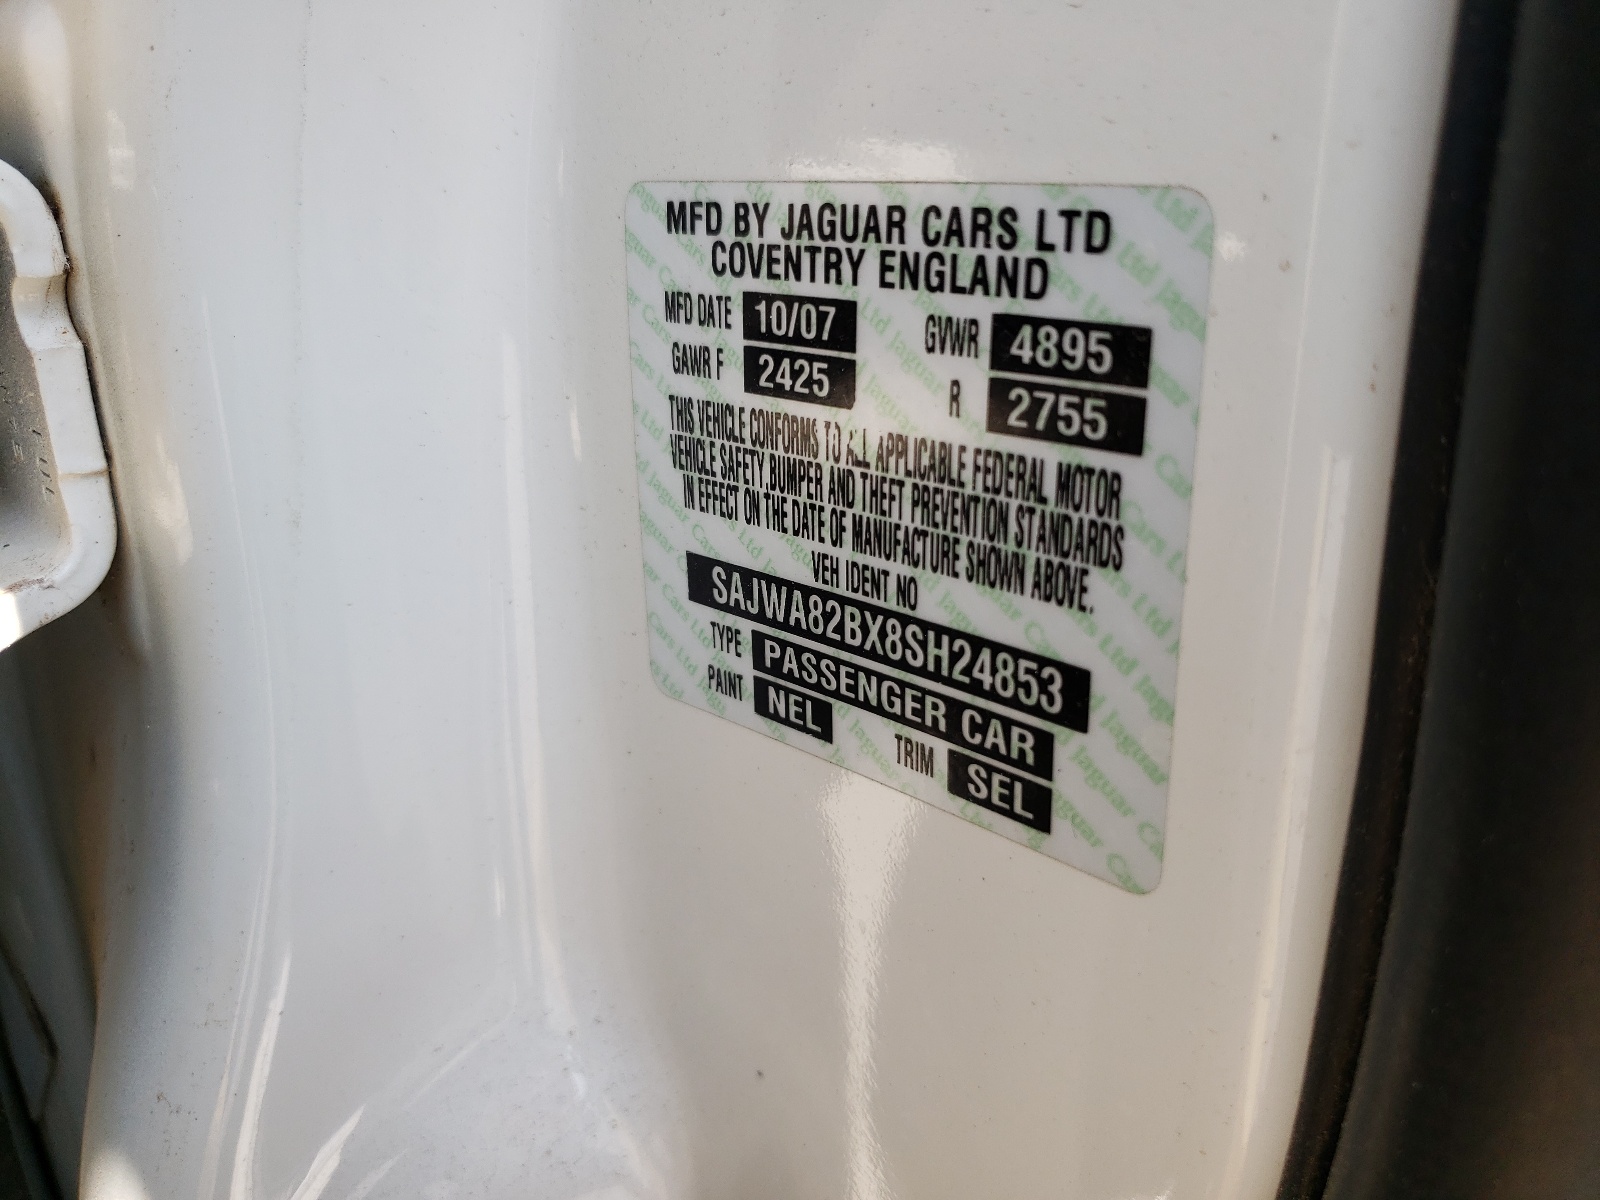 MFD BY JAGUAR CARS LTD
COVENTRY ENGLAND
MFD DATE 10/07 GVWR 4895
GAWR F 2425 R 2755
THIS VEHICLE CONFORMS TO ALL APPLICABLE FEDERAL MOTOR
VEHICLE SAFETY,BUMPER AND THEFT PREVENTION STANDARDS
IN EFFECT ON THE DATE OF MANUFACTURE SHOWN ABOVE.
VEH IDENT NO
SAJWA82BX8SH24853
TYPE PASSENGER CAR
PAINT NEL TRIM SEL